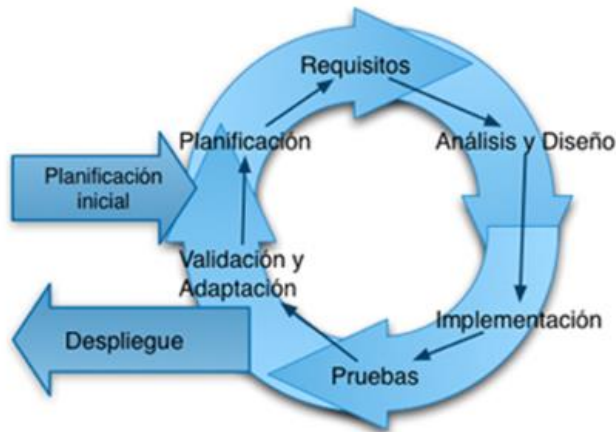 Requisitos
Planificación
Análisis y Diseño
Planificación
inicial
Validación y
Adaptación
Implementación
Despliegue
Pruebas